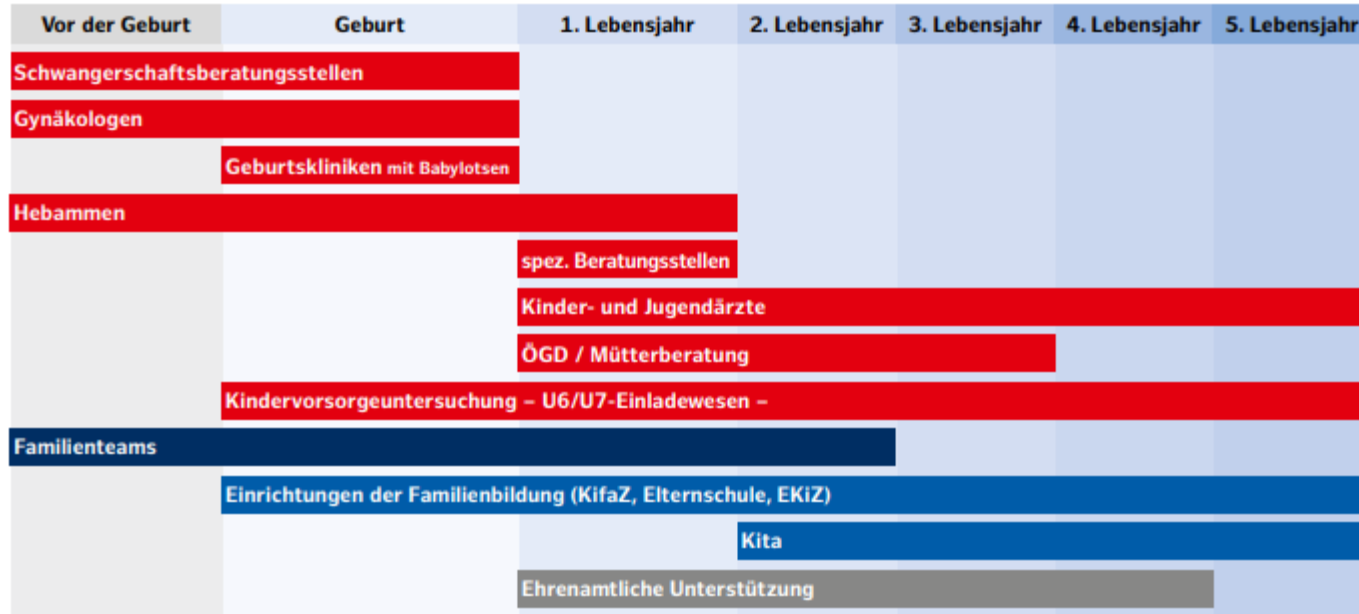 Vor der Geburt Geburt 1. Lebensjahr 2. Lebensjahr 3. Lebensjahr 4. Lebensjahr 5. Lebensjahr
Schwangerschaftsberatungsstellen
Gynäkologen
Geburtskliniken mit Babylotsen
Hebammen
spez. Beratungsstellen
Kinder- und Jugendärzte
ÖGD / Mütterberatung
Kindervorsorgeuntersuchung – U6/U7-Einladewesen –
Familienteams
Einrichtungen der Familienbildung (KifaZ, Elternschule, EKiZ)
Kita
Ehrenamtliche Unterstützung